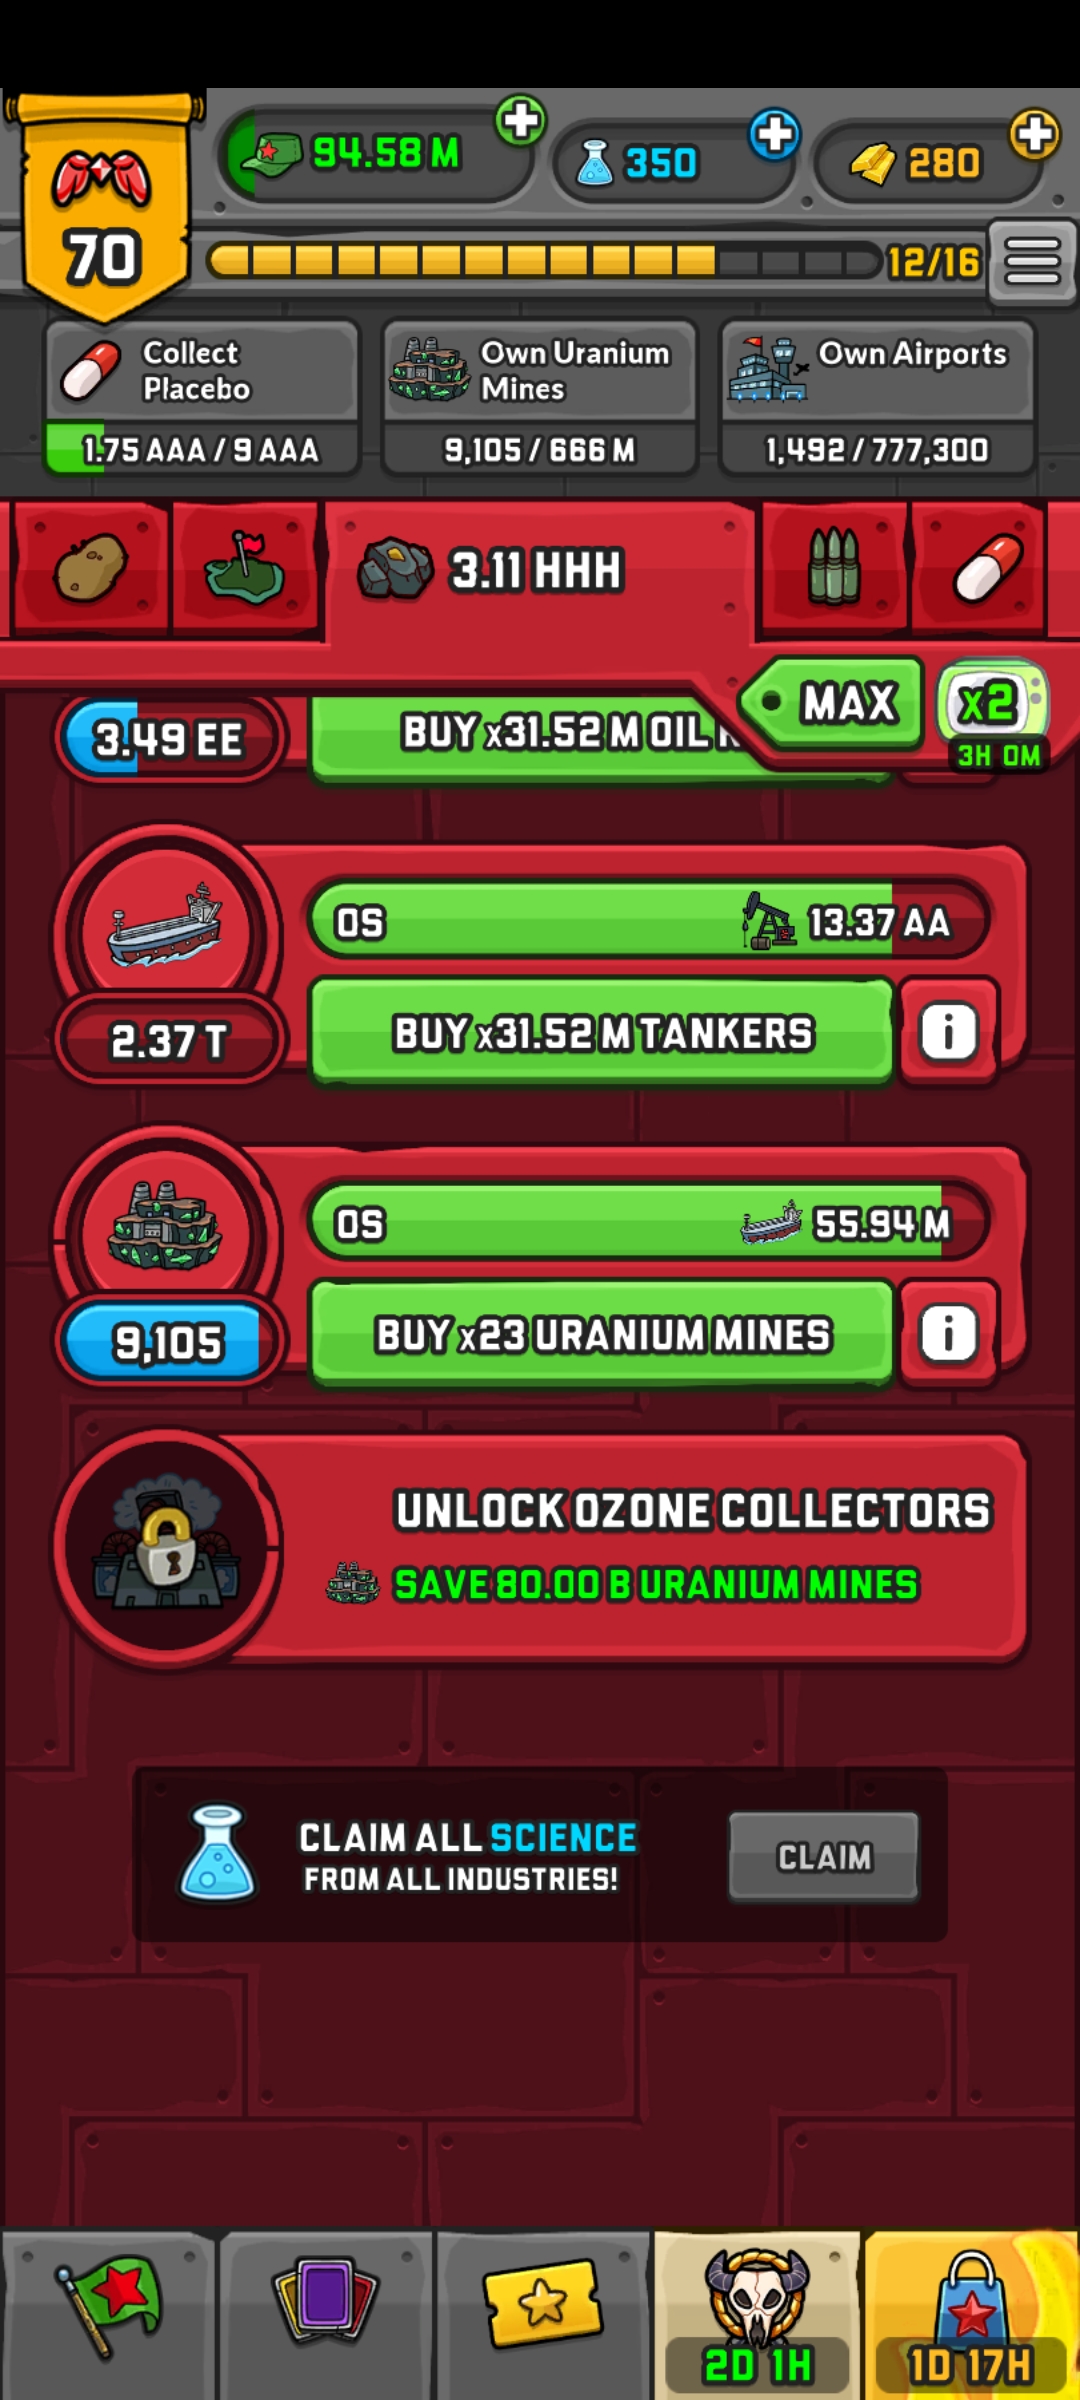 94.58 M
350
280
70
12/16
Collect
Placebo
1.75 AAA / 9 AAA
Own Uranium
Mines
9,105 / 666 M
Own Airports
1,492 / 777,300
3.11 HHH
MAX
x2
3H 0M
3.49 EE
BUY x31.52 M OIL
0S
13.37 AA
2.37 T
BUY x31.52 M TANKERS
i
0S
55.94 M
9,105
BUY x23 URANIUM MINES
i
UNLOCK OZONE COLLECTORS
SAVE 80.00 B URANIUM MINES
CLAIM ALL SCIENCE
FROM ALL INDUSTRIES!
CLAIM
2D 1H
1D 17H